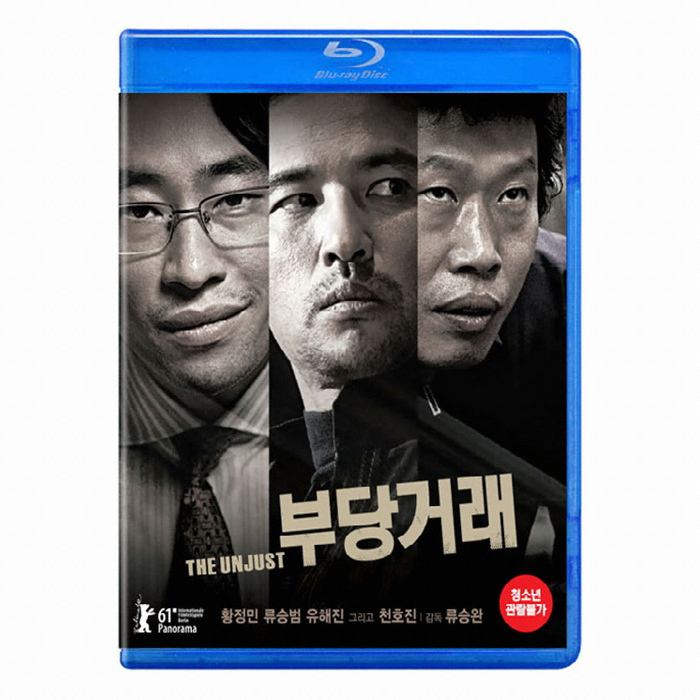 Blu-ray Disc
부당거래
THE UNJUST
61
Internationale
Filmfestspiele
Berlin
Panorama
황정민 류승범 유해진 그리고 천호진 | 감독 류승완
청소년
관람불가